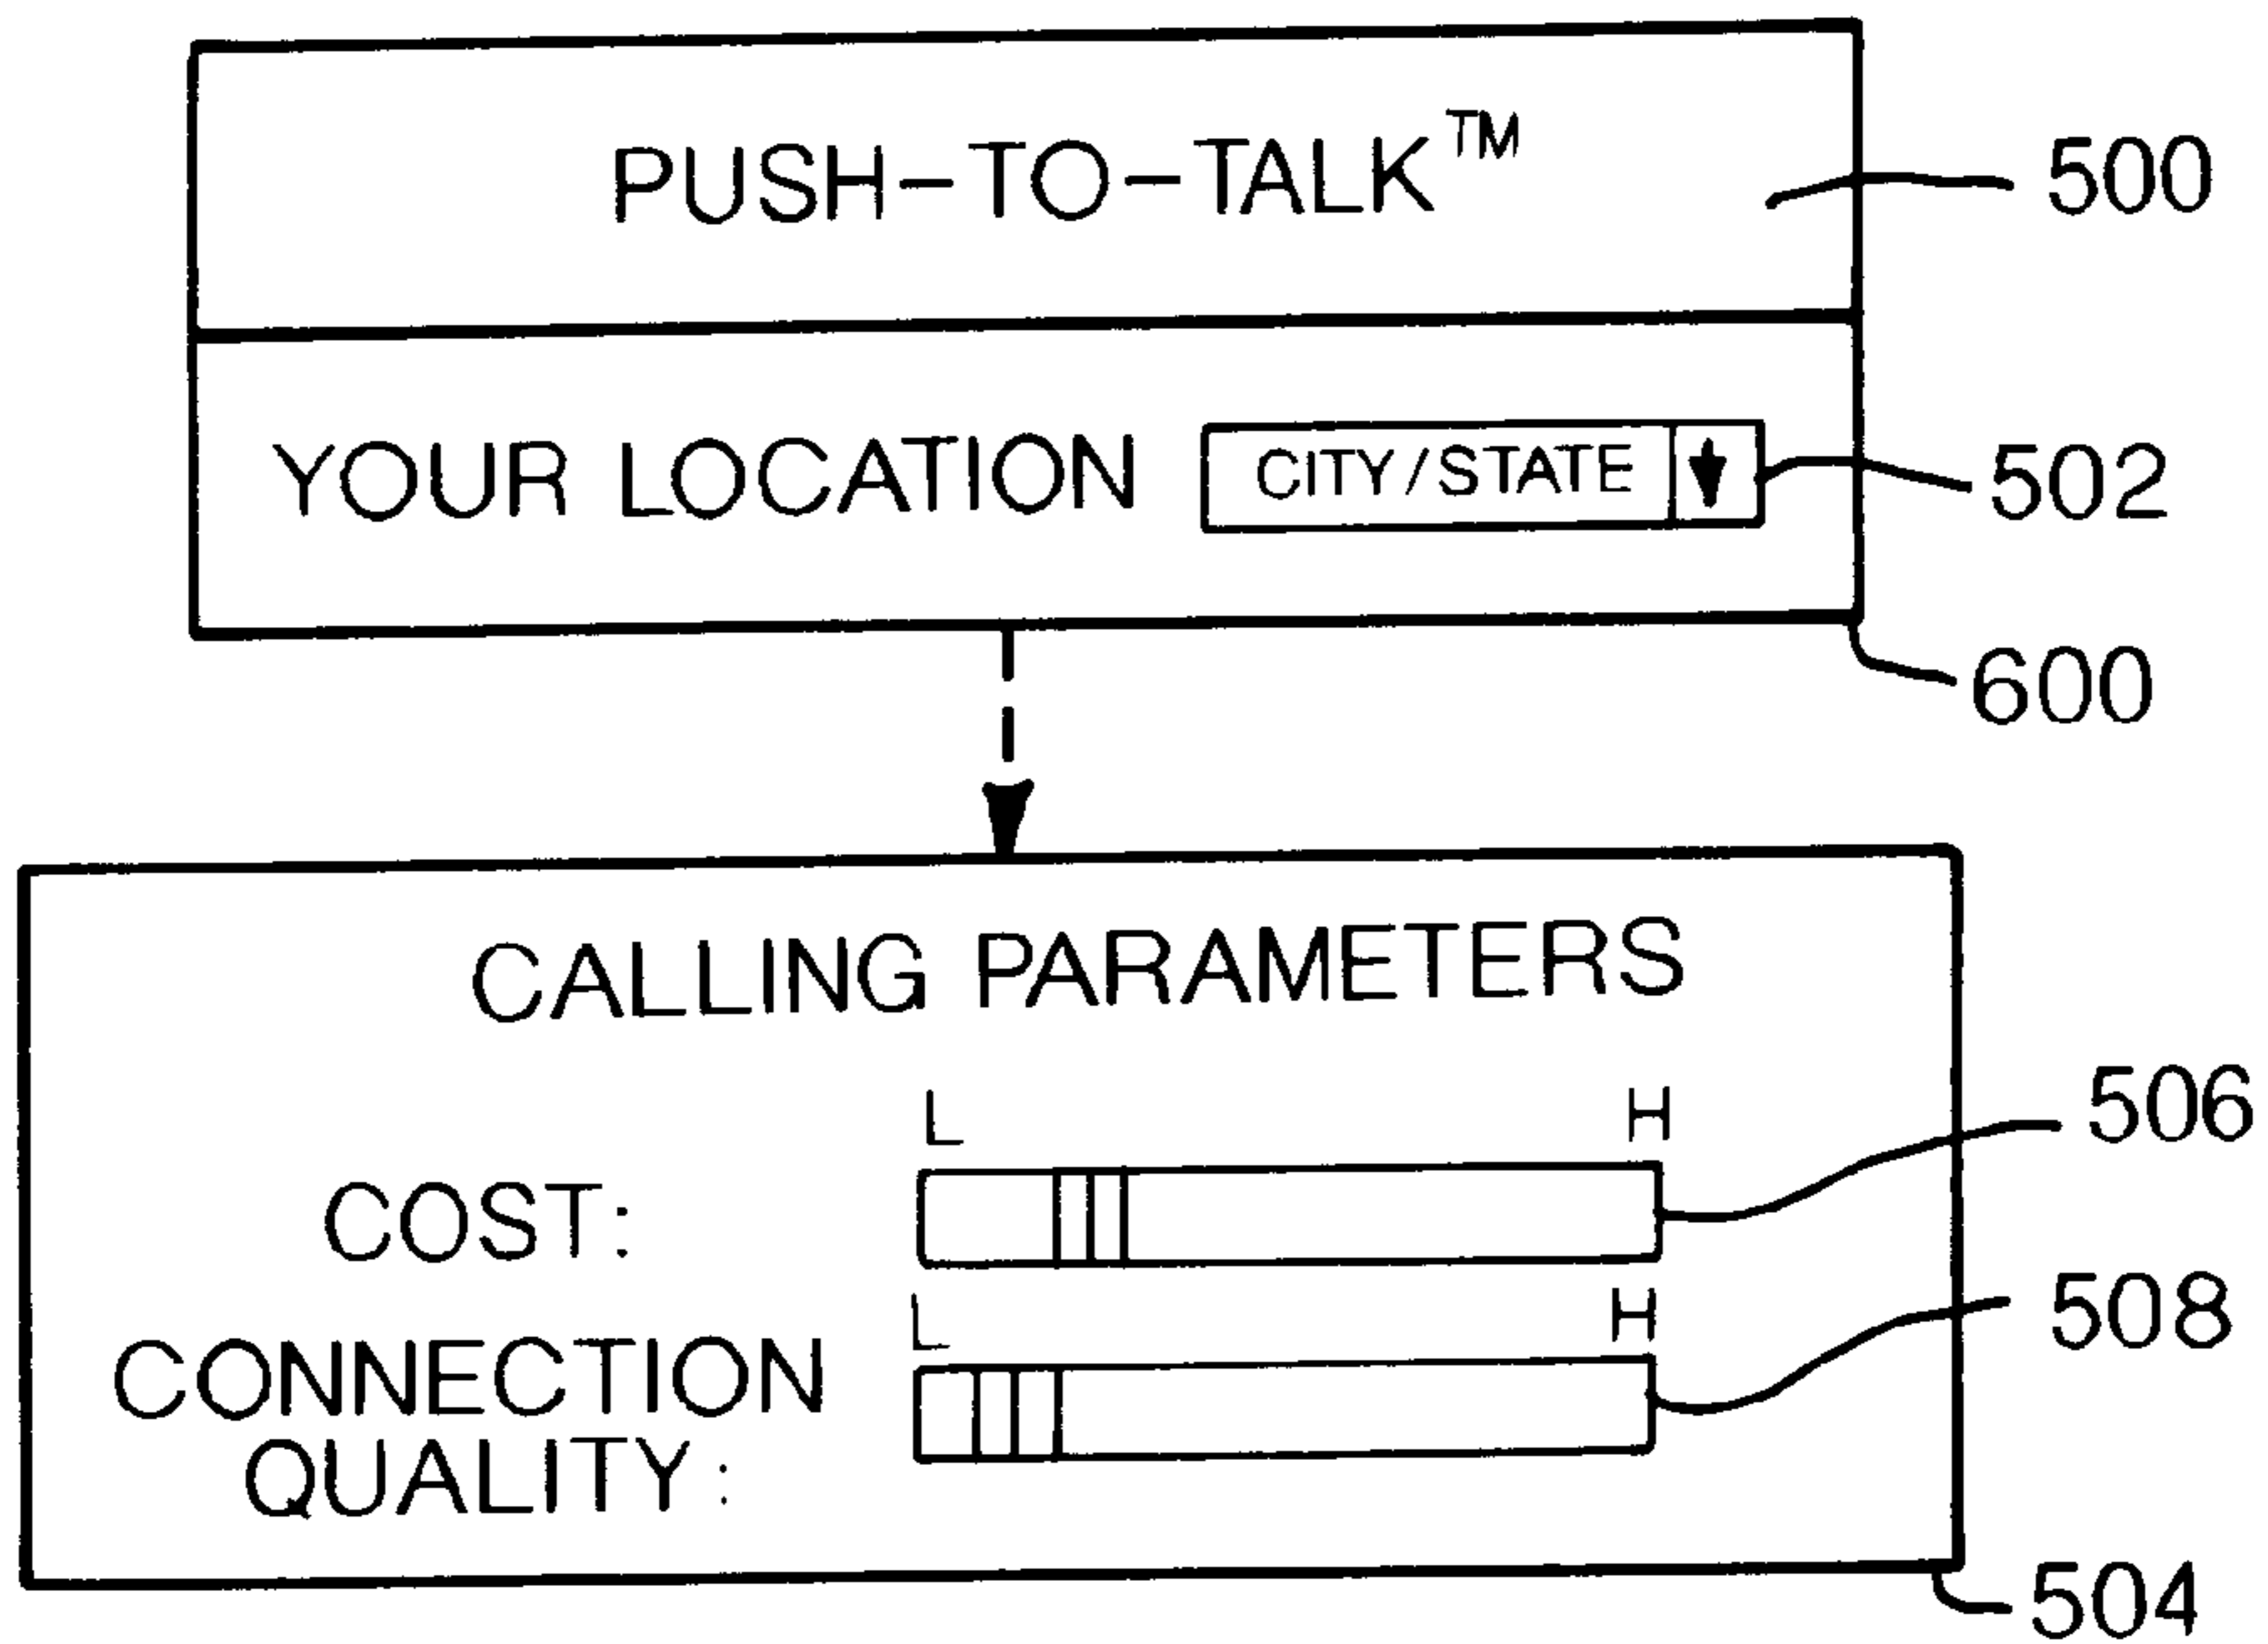 PUSH-TO-TALK™ 500
YOUR LOCATION CITY/STATE 502
600
CALLING PARAMETERS
L H 506
COST:
L H 508
CONNECTION
QUALITY:
504